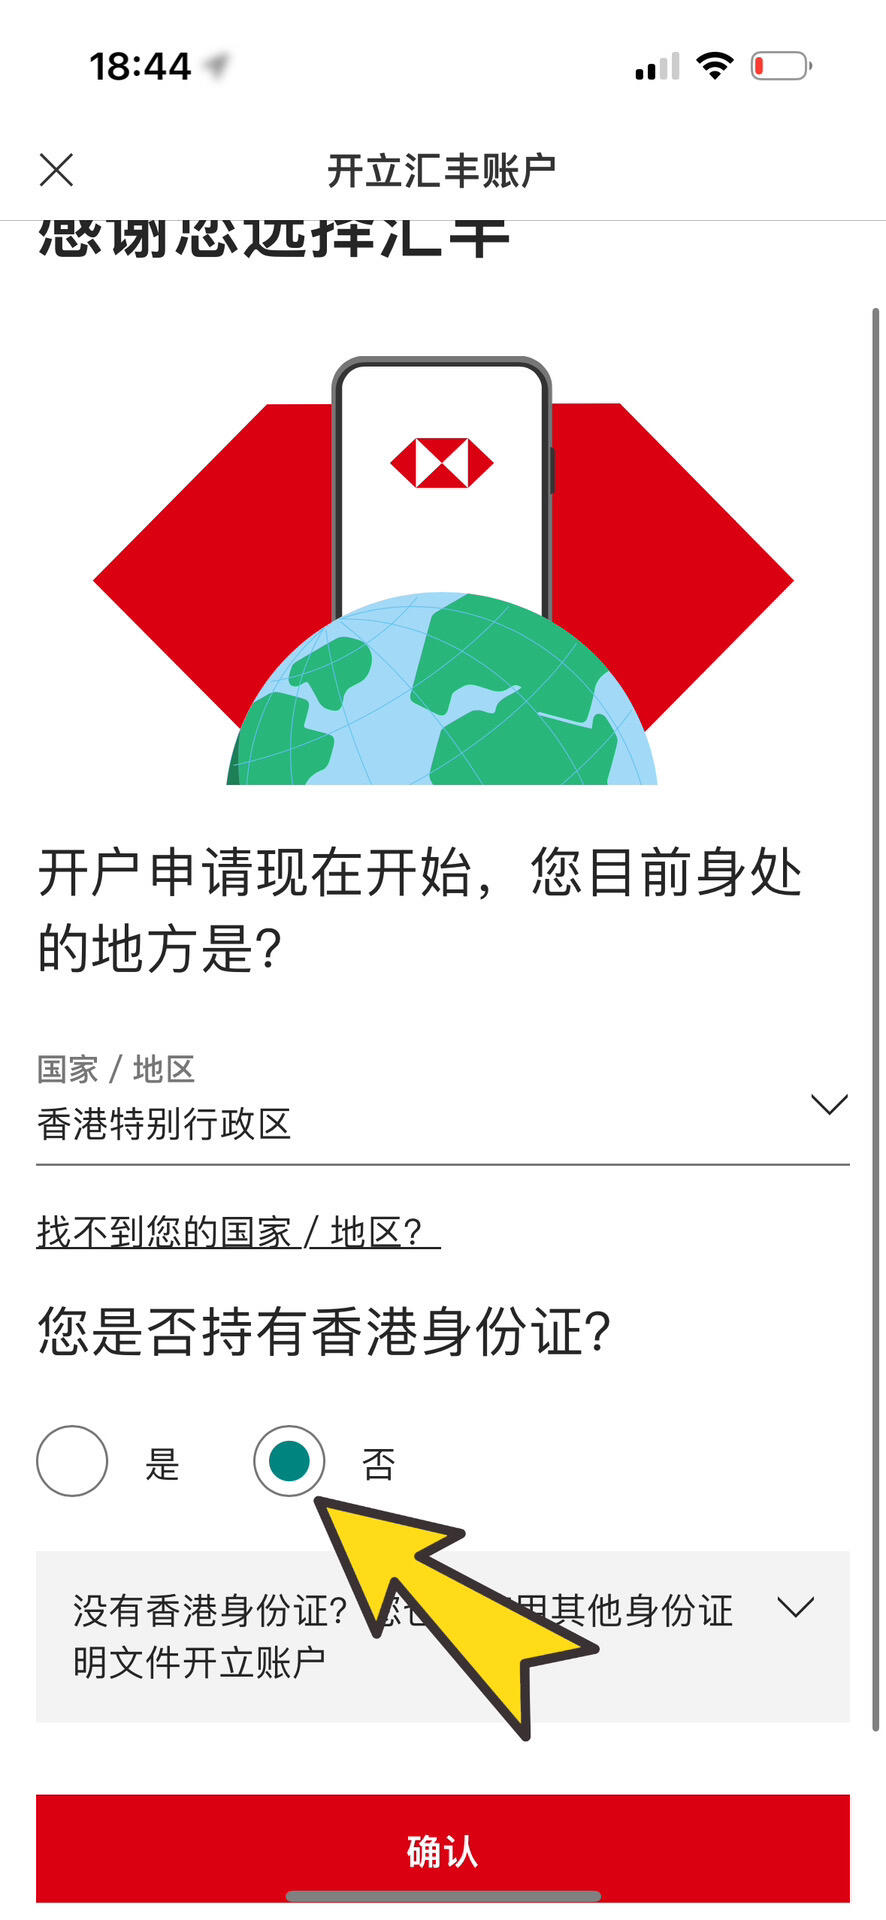 18:44
开立汇丰账户
感谢您选择汇丰
开户申请现在开始，您目前身处
的地方是？
国家 / 地区
香港特别行政区
找不到您的国家 / 地区？
您是否持有香港身份证？
是
否
没有香港身份证？您也用其他身份证
明文件开立账户
确认